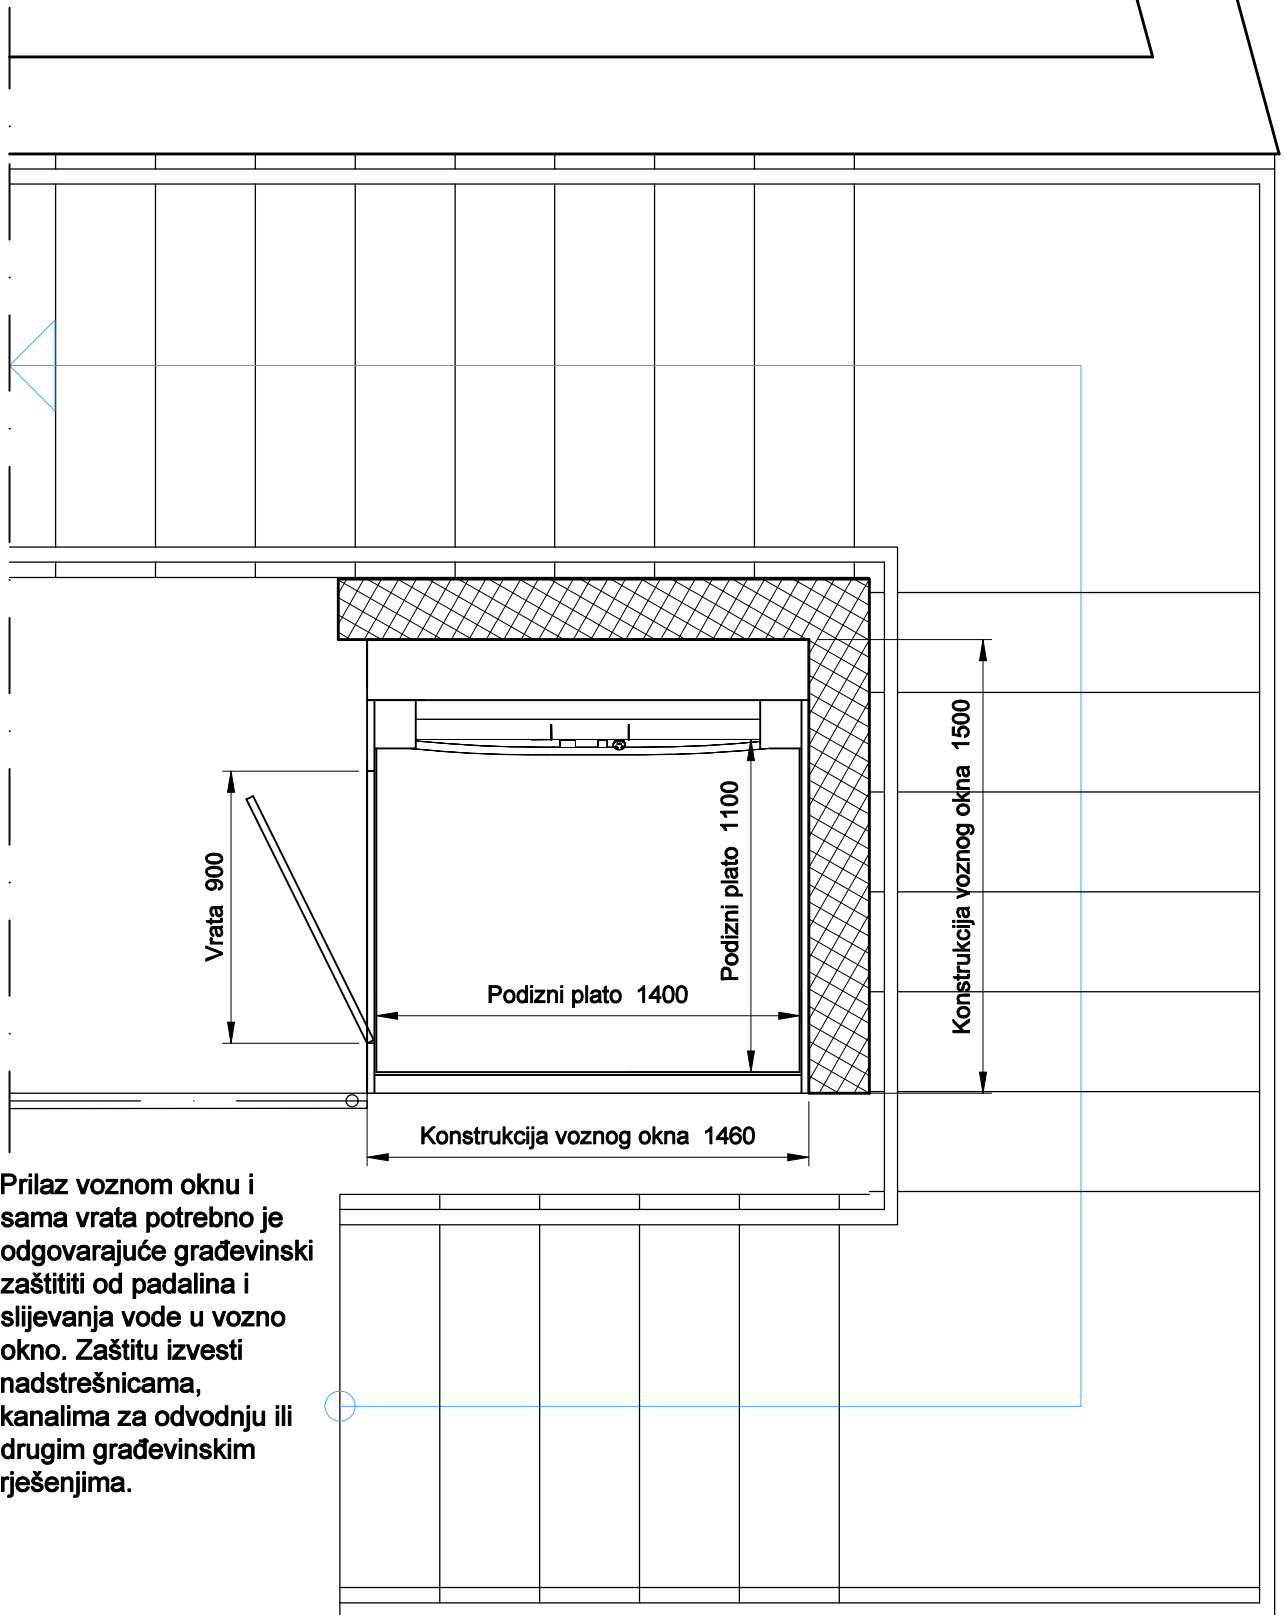 Konstrukcija voznog okna 1500
Podizni plato 1100
Vrata 900
Podizni plato 1400
Konstrukcija voznog okna 1460
Prilaz voznom oknu i
sama vrata potrebno je
odgovarajuće građevinski
zaštititi od padalina i
slijevanja vode u vozno
okno. Zaštitu izvesti
nadstrešnicama,
kanalima za odvodnju ili
drugim građevinskim
rješenjima.